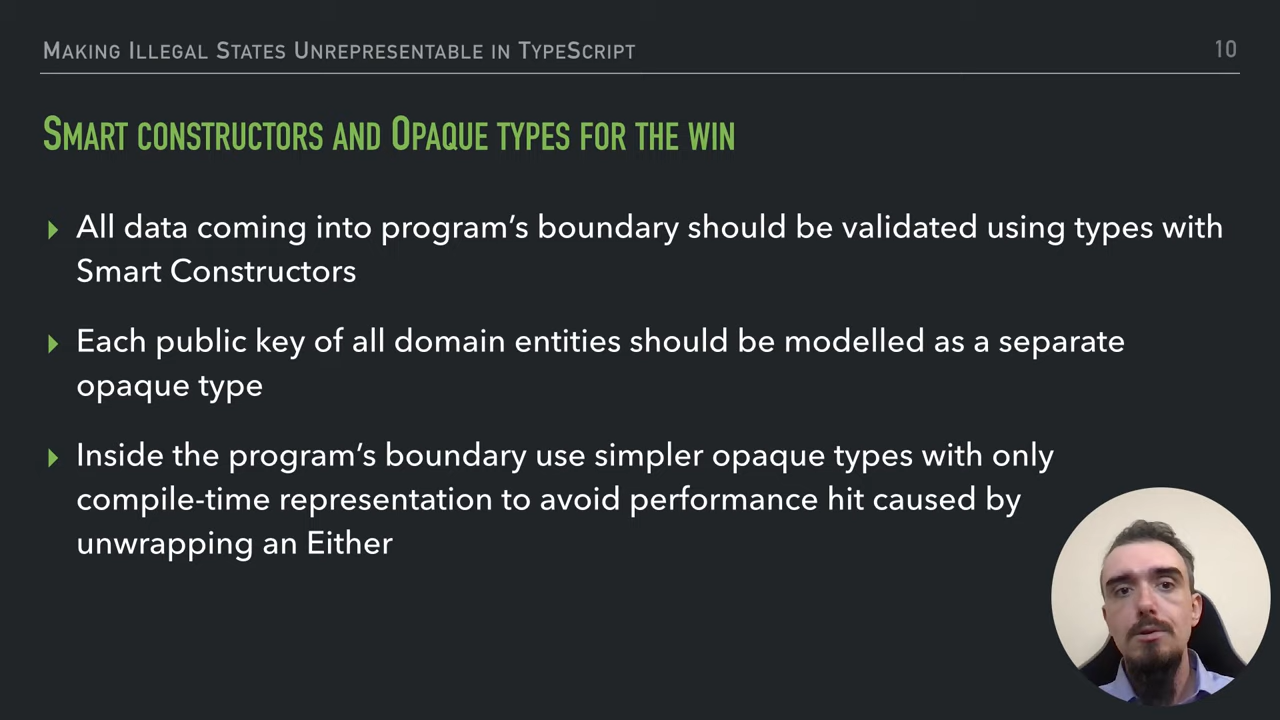 Making Illegal States Unrepresentable in TypeScript
10
Smart constructors and Opaque types for the win
All data coming into program’s boundary should be validated using types with
Smart Constructors
Each public key of all domain entities should be modelled as a separate
opaque type
Inside the program’s boundary use simpler opaque types with only
compile-time representation to avoid performance hit caused by
unwrapping an Either